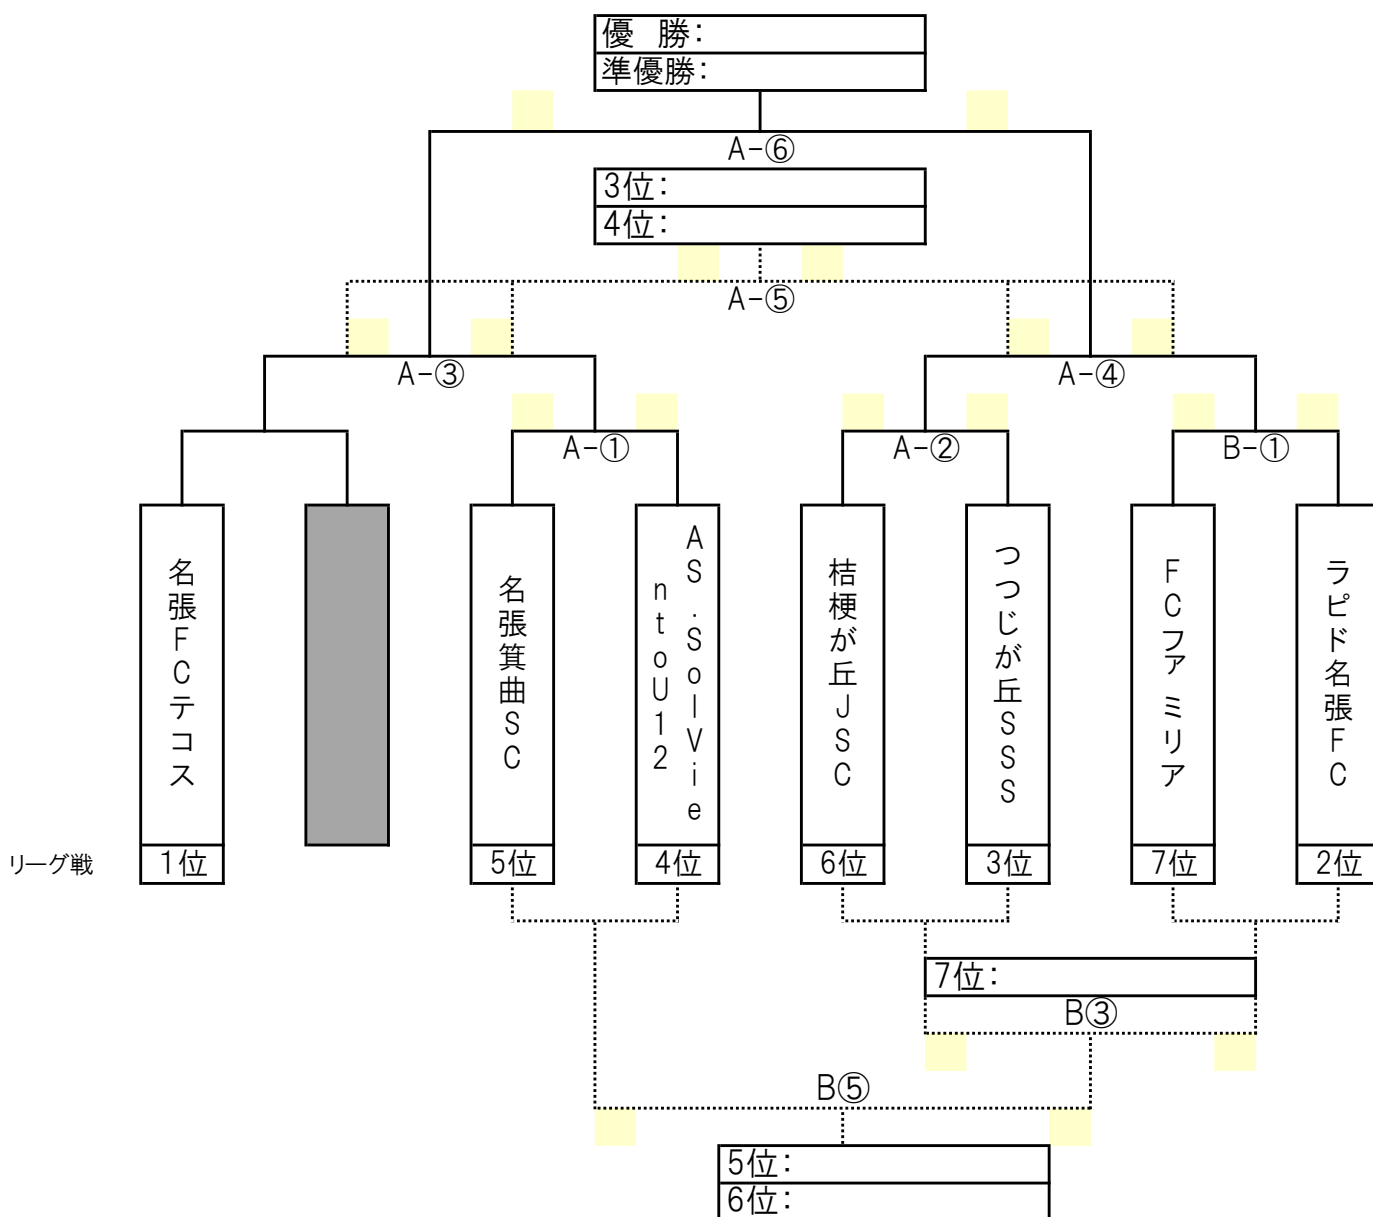 優　勝：
準優勝：
A-⑥
3位：
4位：
A-⑤
A-③
A-④
A-①
A-②
B-①
名張FCテコス
名張箕曲SC
AS.SolVie
ntoU12
桔梗が丘JSC
つつじが丘SSS
FCファミリア
ラピド名張FC
リーグ戦
1位
5位
4位
6位
3位
7位
2位
7位：
B③
B⑤
5位：
6位：